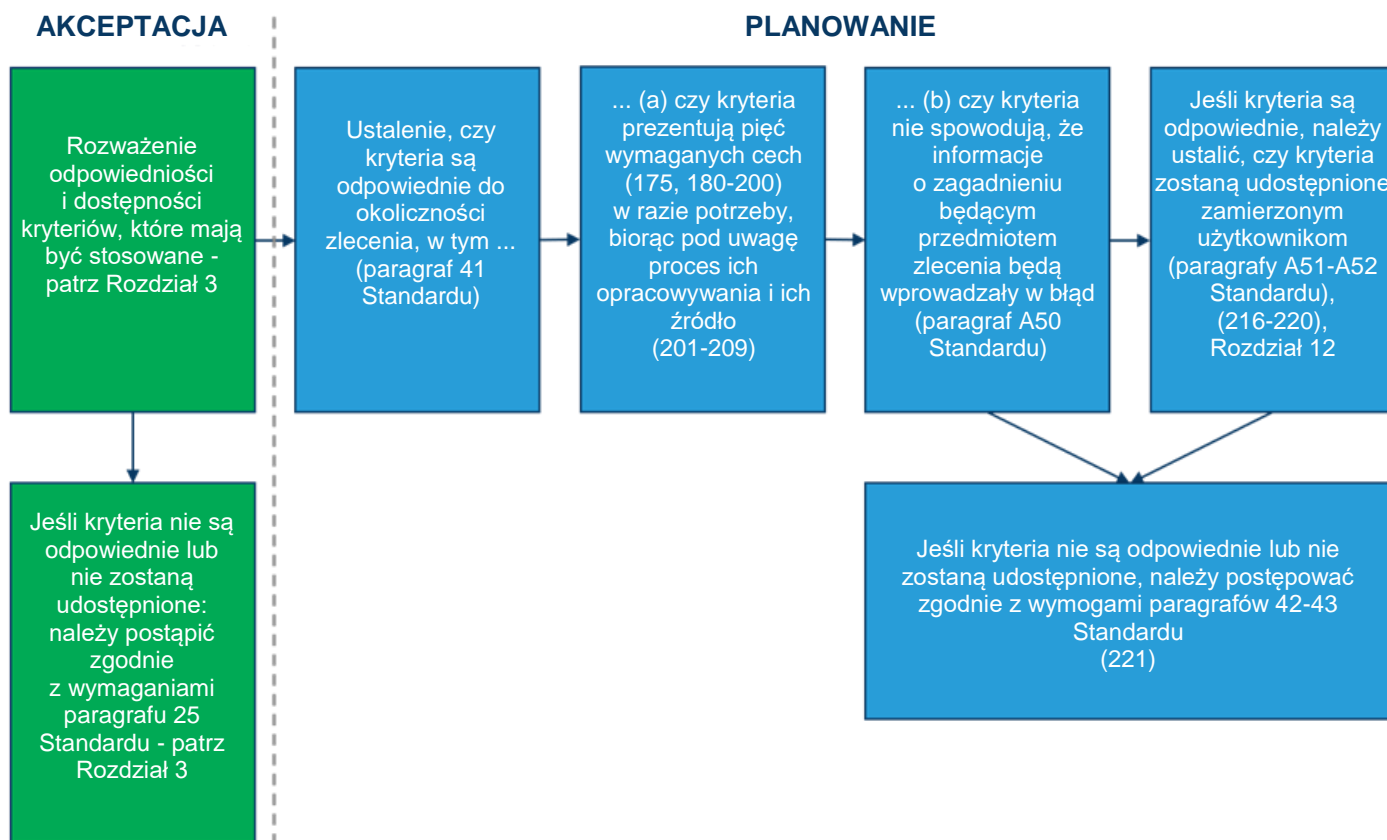 AKCEPTACJA
PLANOWANIE
Rozważenie
odpowiedniości
i dostępności
kryteriów, które mają
być stosowane -
patrz Rozdział 3
Ustalenie, czy
kryteria są
odpowiednie do
okoliczności
zlecenia, w tym ...
(paragraf 41
Standardu)
... (a) czy kryteria
prezentują pięć
wymaganych cech
(175, 180-200)
w razie potrzeby,
biorąc pod uwagę
proces ich
opracowywania i ich
źródło
(201-209)
... (b) czy kryteria
nie spowodują, że
informacje
o zagadnieniu
będącym
przedmiotem
zlecenia będą
wprowadzały w błąd
(paragraf A50
Standardu)
Jeśli kryteria są
odpowiednie, należy
ustalić, czy kryteria
zostaną udostępnione
zamierzonym
użytkownikom
(paragrafy A51-A52
Standardu),
(216-220),
Rozdział 12
Jeśli kryteria nie są
odpowiednie lub
nie zostaną
udostępnione:
należy postąpić
zgodnie
z wymaganiami
paragrafu 25
Standardu - patrz
Rozdział 3
Jeśli kryteria nie są odpowiednie lub nie
zostaną udostępnione, należy postępować
zgodnie z wymogami paragrafów 42-43
Standardu
(221)